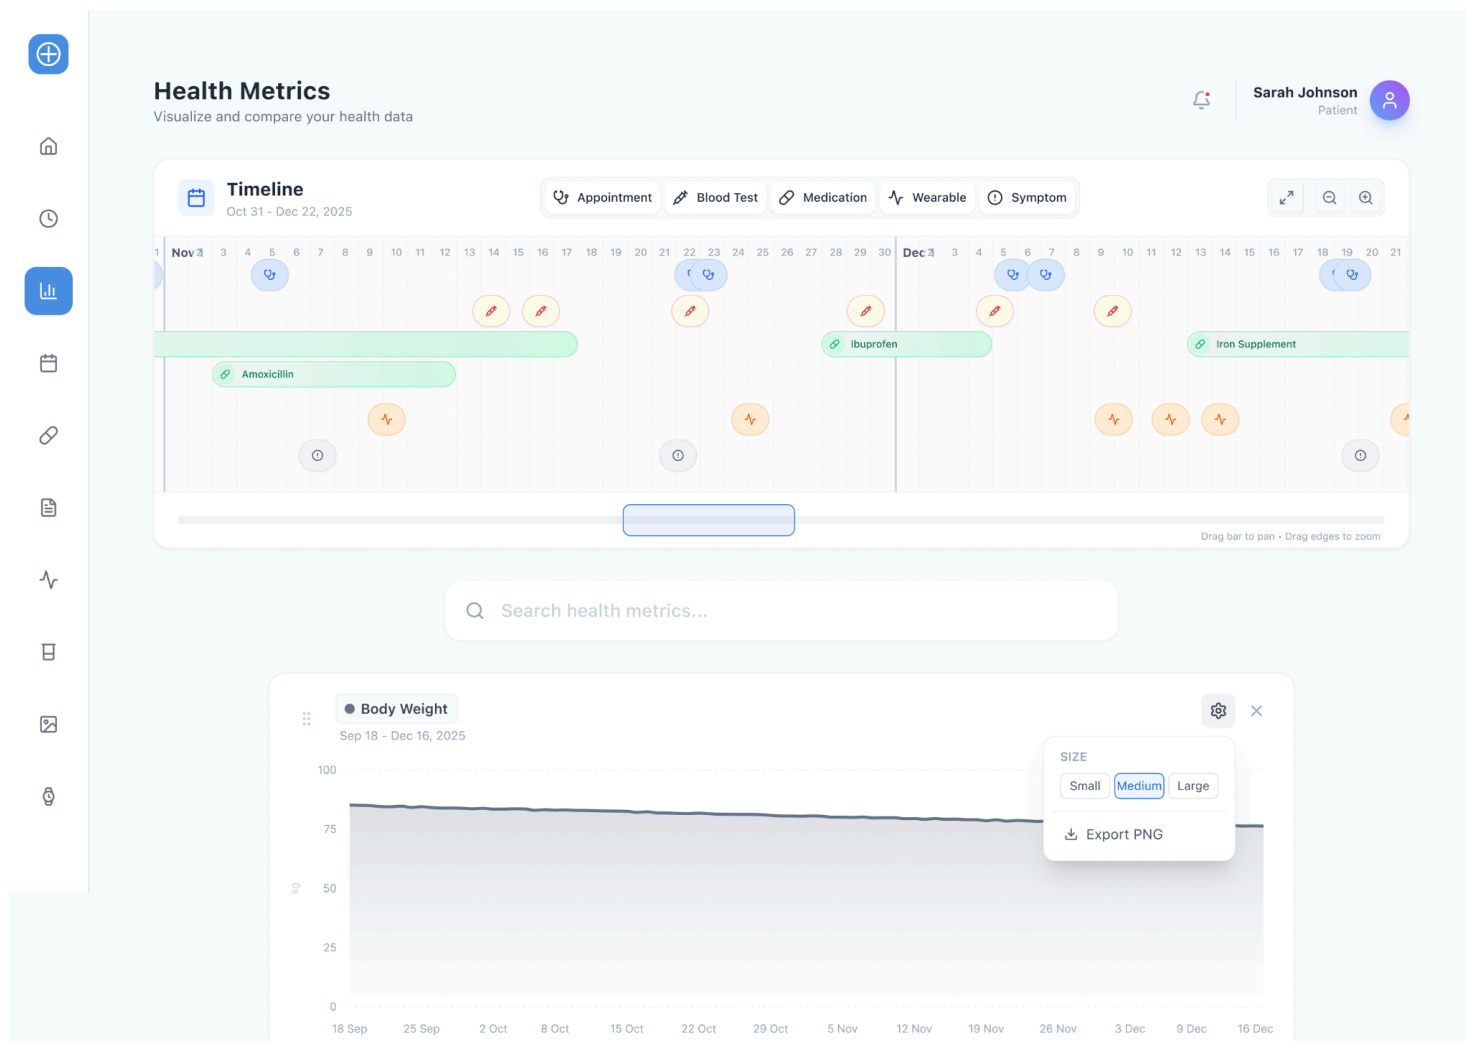 Health Metrics
Visualize and compare your health data
Sarah Johnson
Patient
Timeline
Oct 31 - Dec 22, 2025
Appointment
Blood Test
Medication
Wearable
Symptom
1 Nov 3 4 5 6 7 8 9 10 11 12 13 14 15 16 17 18 19 20 21 22 23 24 25 26 27 28 29 30 Dec 3 4 5 6 7 8 9 10 11 12 13 14 15 16 17 18 19 20 21
Ibuprofen
Iron Supplement
Amoxicillin
Drag bar to pan • Drag edges to zoom
Search health metrics...
Body Weight
Sep 18 - Dec 16, 2025
SIZE
Small Medium Large
Export PNG
100
75
kg
50
25
0
18 Sep 25 Sep 2 Oct 8 Oct 15 Oct 22 Oct 29 Oct 5 Nov 12 Nov 19 Nov 26 Nov 3 Dec 9 Dec 16 Dec